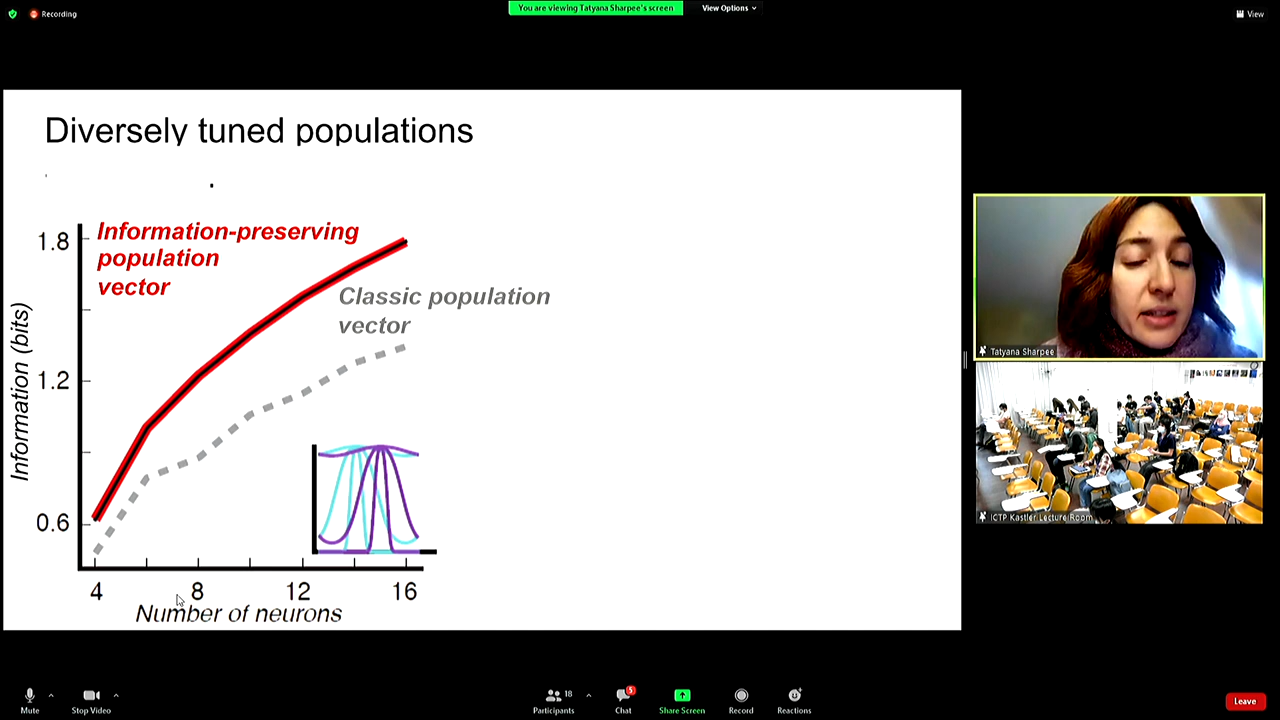 Recording
You are viewing Tatyana Sharpee's screen
View Options
View
Diversely tuned populations
Information-preserving
population
vector
Classic population
vector
Information (bits)
1.8
1.2
0.6
4
8
12
16
Number of neurons
Tatyana Sharpee
ICTP Kastler Lecture Room
Mute
Stop Video
18
Participants
5
Chat
Share Screen
Record
Reactions
Leave